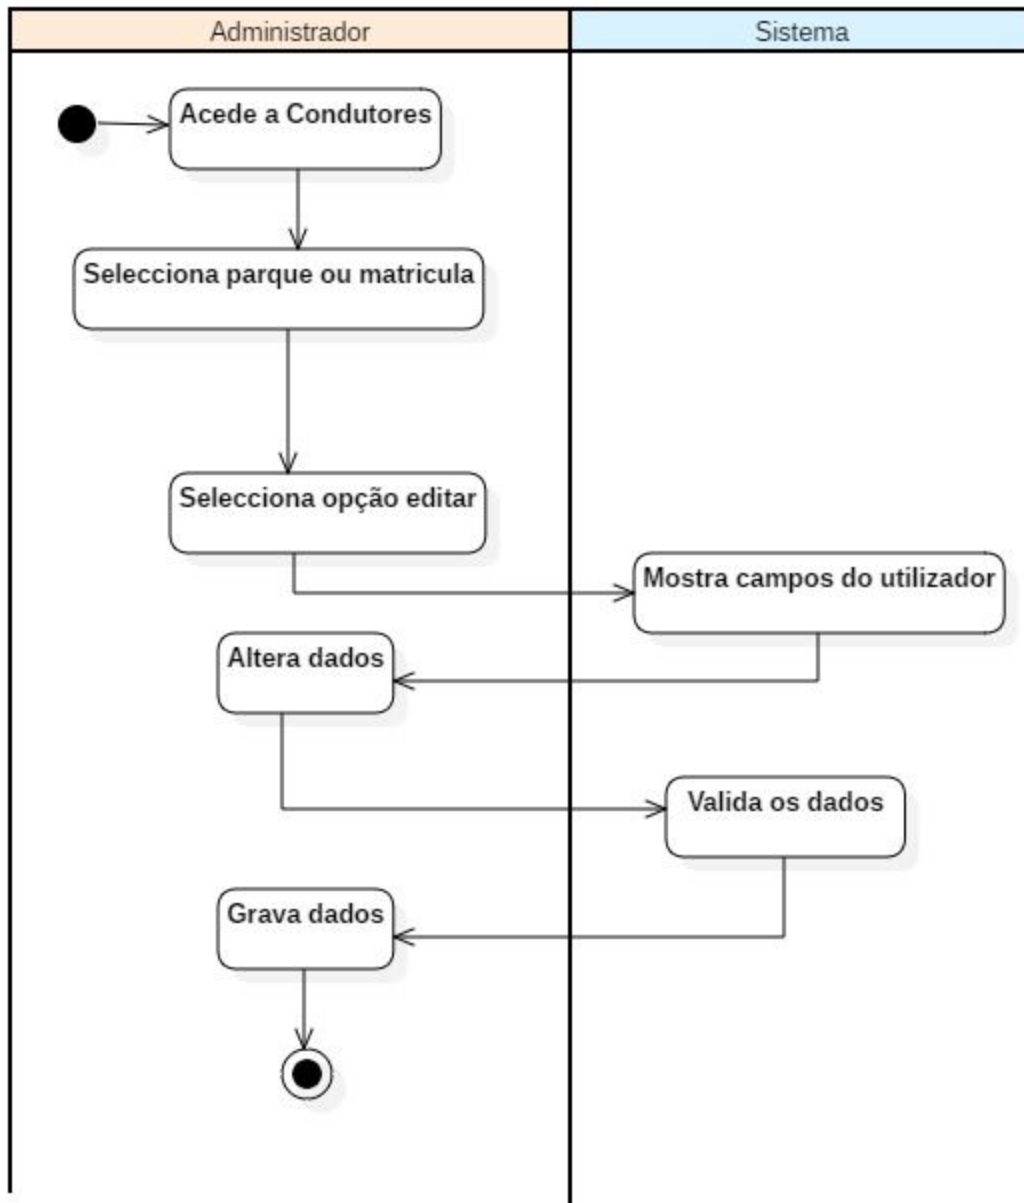 Administrador
Sistema
Acede a Condutores
Selecciona parque ou matricula
Selecciona opção editar
Mostra campos do utilizador
Altera dados
Valida os dados
Grava dados